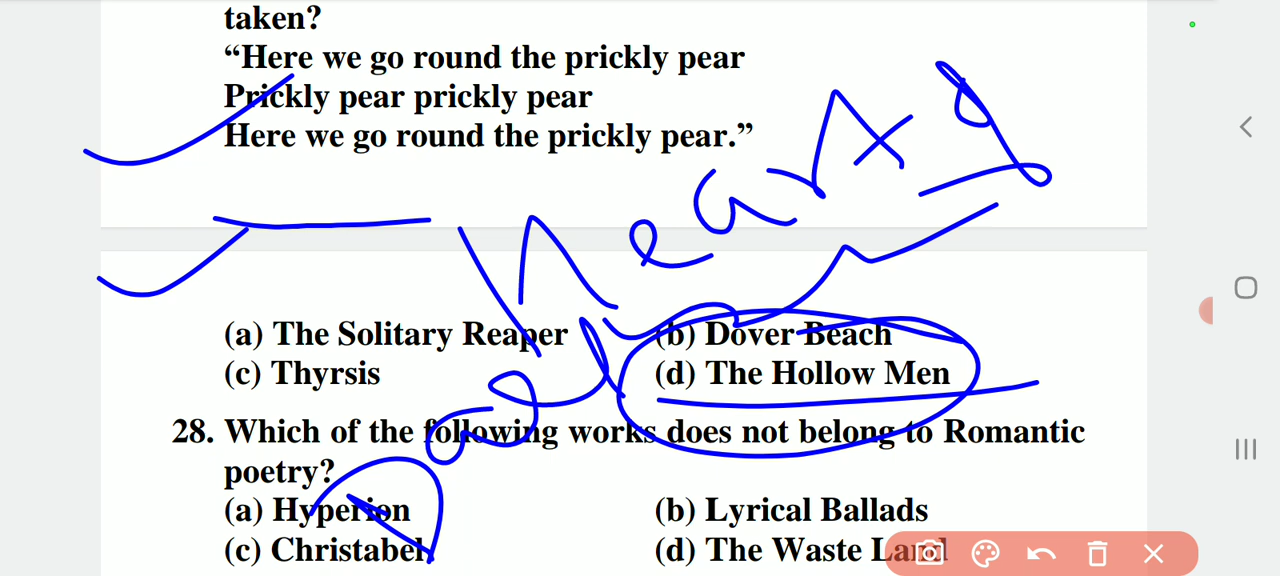 taken?
“Here we go round the prickly pear
Prickly pear prickly pear
Here we go round the prickly pear.”
(a) The Solitary Reaper (b) Dover Beach
(c) Thyrsis (d) The Hollow Men
28. Which of the following works does not belong to Romantic
poetry?
(a) Hyperion (b) Lyrical Ballads
(c) Christabel (d) The Waste Land